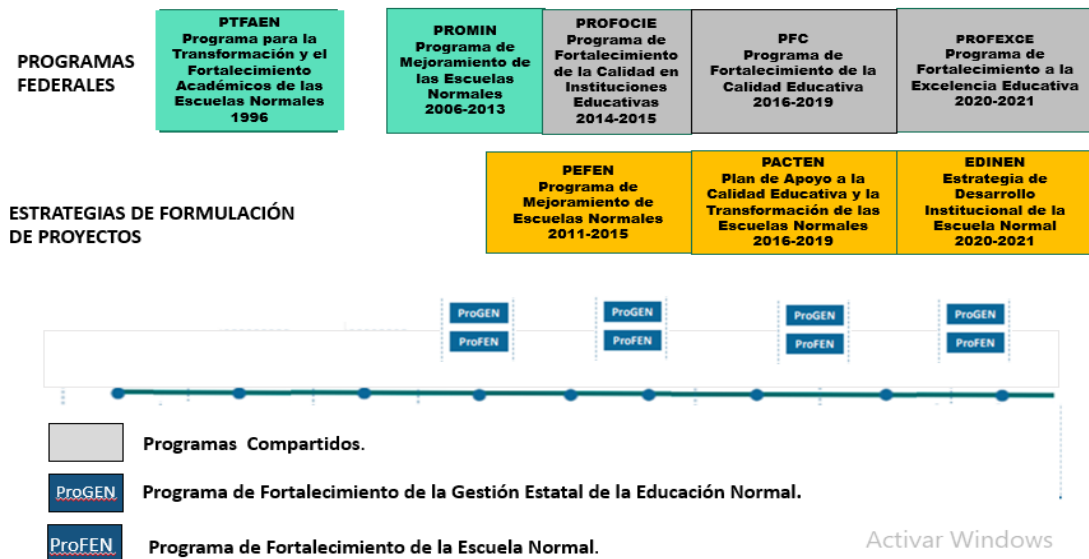 PROGRAMAS
FEDERALES
PTFAEN
Programa para la
Transformación y el
Fortalecimiento
Académicos de las
Escuelas Normales
1996
PROMIN
Programa de
Mejoramiento de
las Escuelas
Normales
2006-2013
PROFOCIE
Programa de
Fortalecimiento
de la Calidad en
Instituciones
Educativas
2014-2015
PFC
Programa de
Fortalecimiento de la
Calidad Educativa
2016-2019
PROFEXCE
Programa de
Fortalecimiento a la
Excelencia Educativa
2020-2021
ESTRATEGIAS DE FORMULACIÓN
DE PROYECTOS
PEFEN
Programa de
Mejoramiento de
Escuelas Normales
2011-2015
PACTEN
Plan de Apoyo a la
Calidad Educativa y la
Transformación de las
Escuelas Normales
2016-2019
EDINEN
Estrategia de
Desarrollo
Institucional de la
Escuela Normal
2020-2021
ProGEN
ProFEN
ProGEN
ProFEN
ProGEN
ProFEN
ProGEN
ProFEN
Programas Compartidos.
ProGEN
Programa de Fortalecimiento de la Gestión Estatal de la Educación Normal.
ProFEN
Programa de Fortalecimiento de la Escuela Normal.
Activar Windows